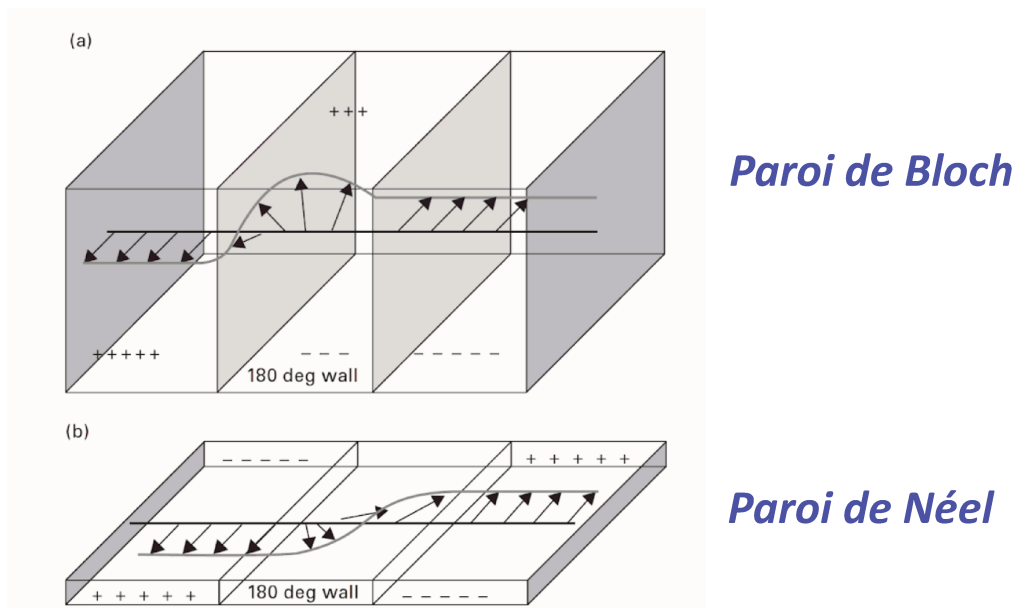 (a)
+++
Paroi de Bloch
+++++
– – –
– – – – –
180 deg wall
(b)
– – – – –
+ + + + +
Paroi de Néel
+ + + + +
180 deg wall
– – – – –